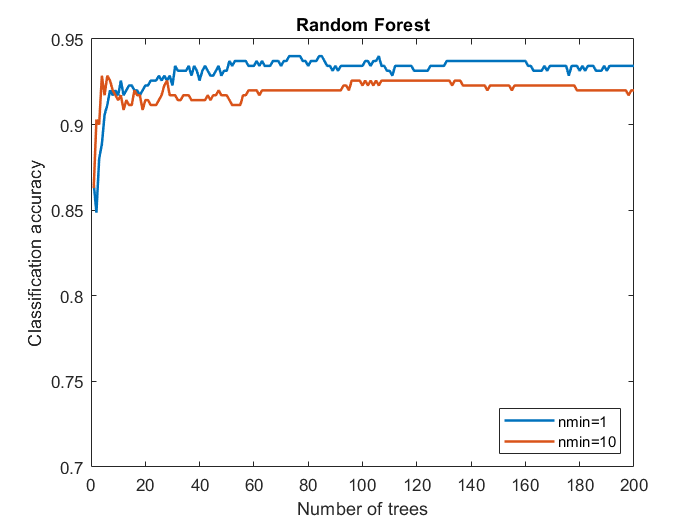 Random Forest
0.95
0.9
0.85
0.8
0.75
0.7
Classification accuracy
nmin=1
nmin=10
0 20 40 60 80 100 120 140 160 180 200
Number of trees